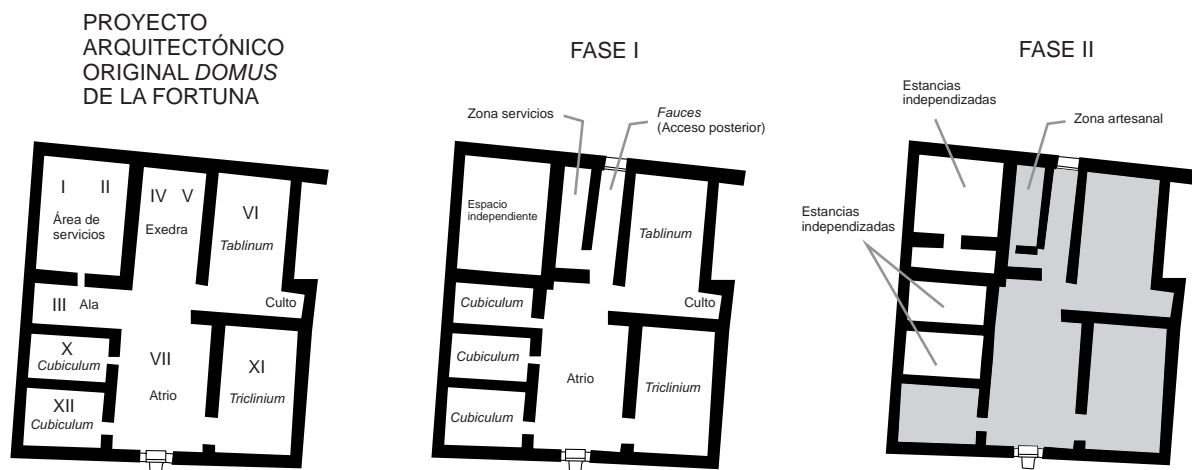 PROYECTO
ARQUITECTÓNICO
ORIGINAL DOMUS
DE LA FORTUNA
I II
Área de
servicios
IV V
Exedra
VI
Tablinum
Culto
III Ala
X
Cubiculum
VII
Atrio
XI
Triclinium
XII
Cubiculum
FASE I
Zona servicios
Fauces
(Acceso posterior)
Espacio
independiente
Tablinum
Culto
Cubiculum
Cubiculum
Cubiculum
Atrio
Triclinium
FASE II
Estancias
independizadas
Zona artesanal
Estancias
independizadas